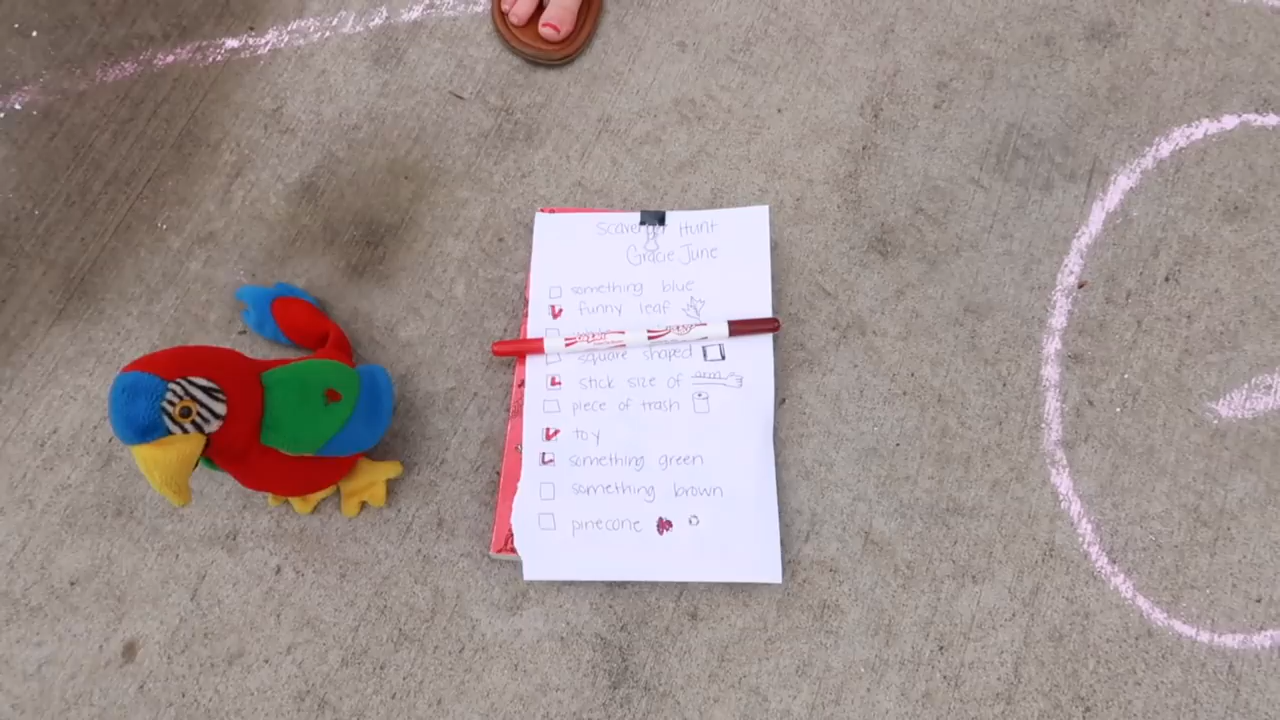 Scavenger Hunt
Gracie June
something blue
funny leaf
square shaped
stick size of arm
piece of trash
toy
something green
something brown
pinecone